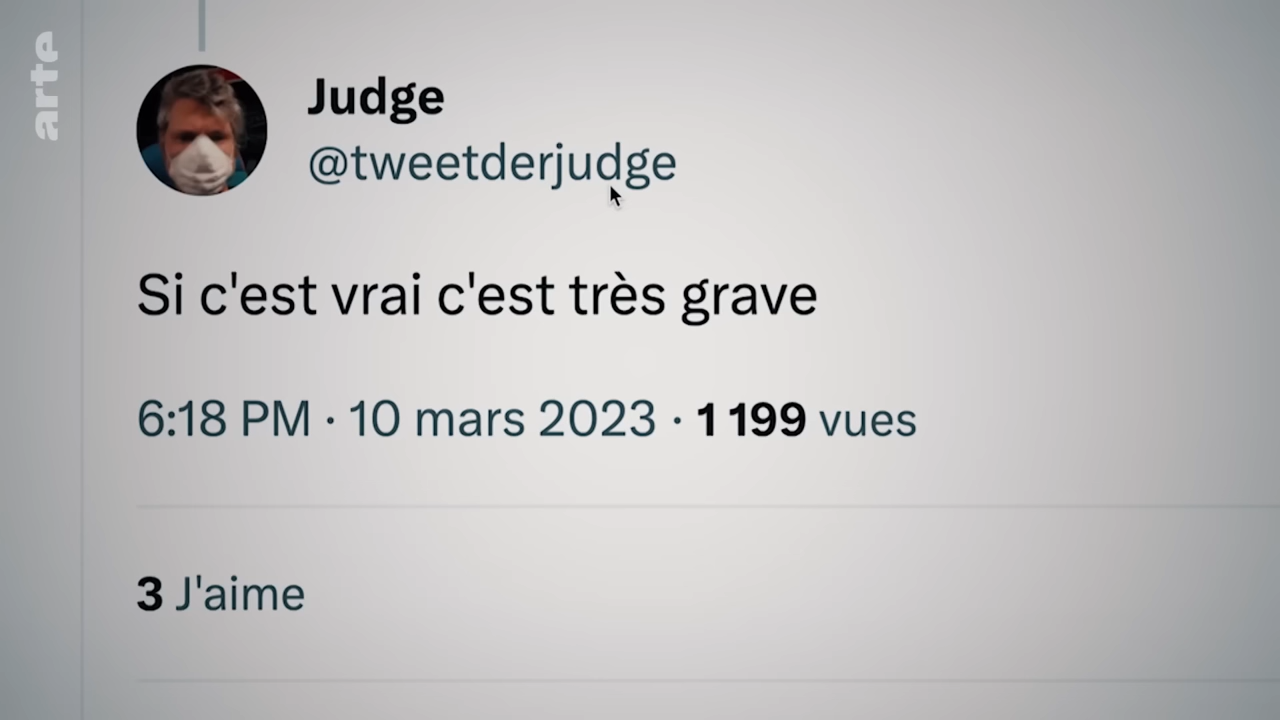 arte
Judge
@tweetderjudge
Si c'est vrai c'est très grave
6:18 PM · 10 mars 2023 · 1 199 vues
3 J'aime